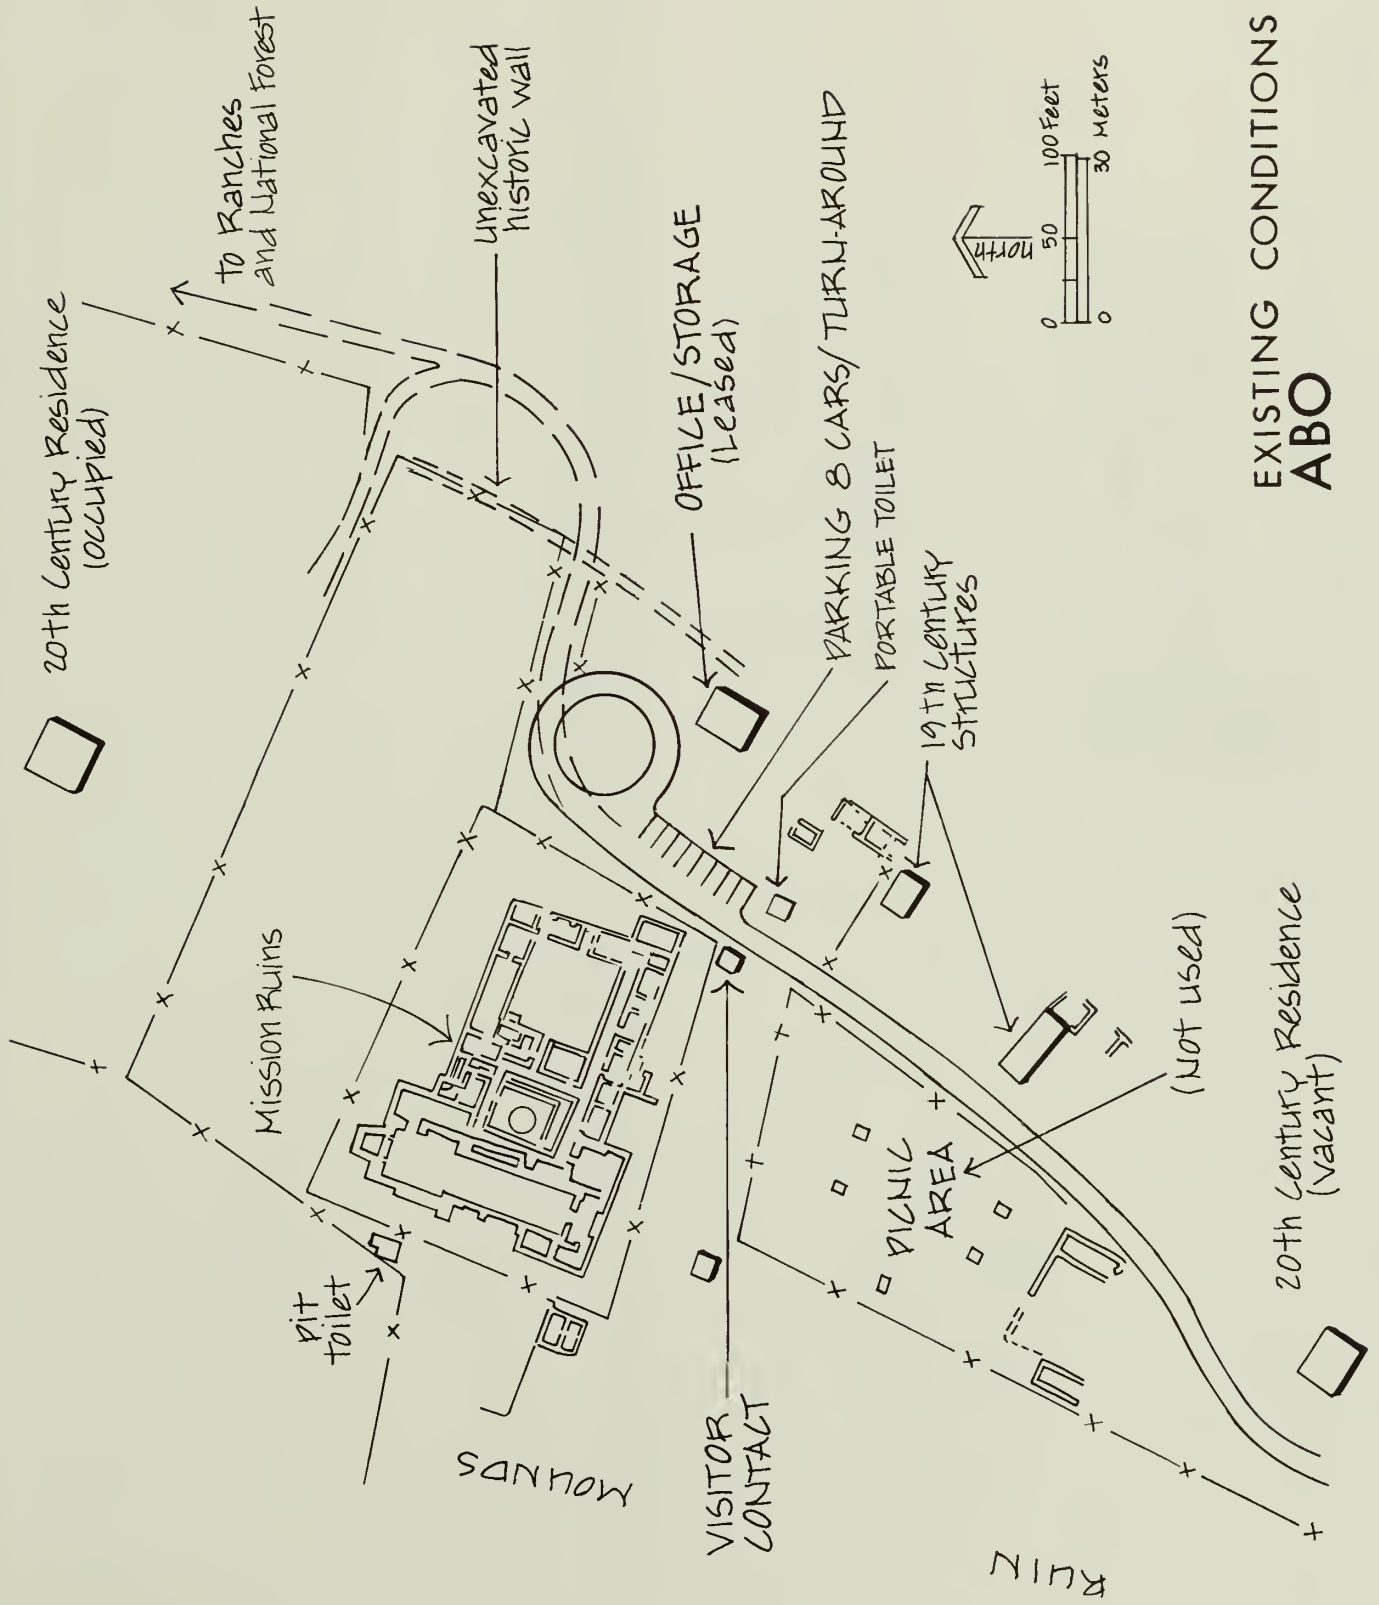 20th Century Residence
(occupied)
To Ranches
and National Forest
unexcavated
historic wall
Mission Ruins
Pit
Toilet
OFFICE/STORAGE
(Leased)
PARKING 8 CARS/TURN-AROUND
PORTABLE TOILET
19th Century
Structures
MOUNDS
VISITOR
CONTACT
PICNIC
AREA
(Not used)
20th Century Residence
(vacant)
RUIN
north
0 50 100 Feet
0 30 Meters
EXISTING CONDITIONS
ABO